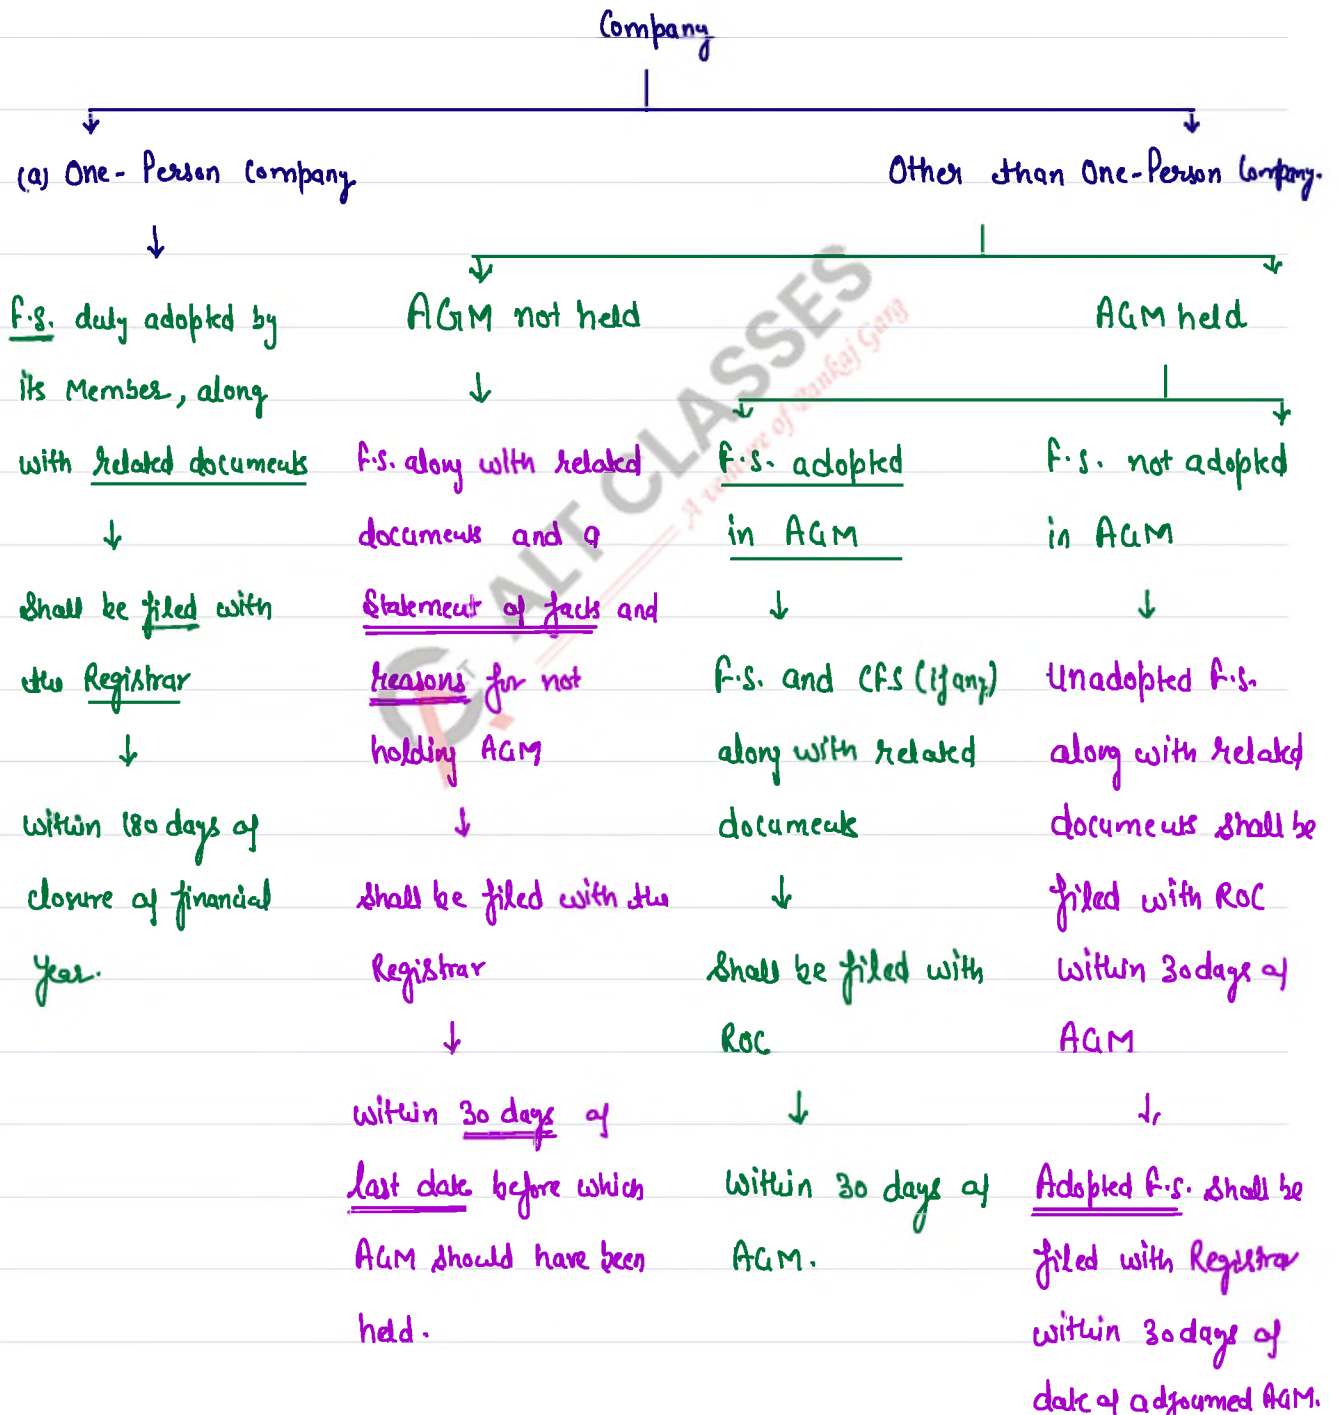 Company
(a) One-Person Company
Other than One-Person Company.
F.S. duly adopted by
its Member, along
with related documents
Shall be filed with
the Registrar
within 180 days of
closure of financial
Year.
AGM not held
F.S. along with related
documents and a
Statement of facts and
reasons for not
holding AGM
Shall be filed with the
Registrar
within 30 days of
last date before which
AGM should have been
held.
AGM held
F.S. adopted
in AGM
F.S. and CFS (if any)
along with related
documents
Shall be filed with
ROC
Within 30 days of
AGM.
F.S. not adopted
in AGM
Unadopted F.S.
along with related
documents shall be
filed with ROC
within 30 days of
AGM
Adopted F.S. shall be
filed with Registrar
within 30 days of
date of adjourned AGM.
ALT CLASSES
A venture of Pankaj Garg